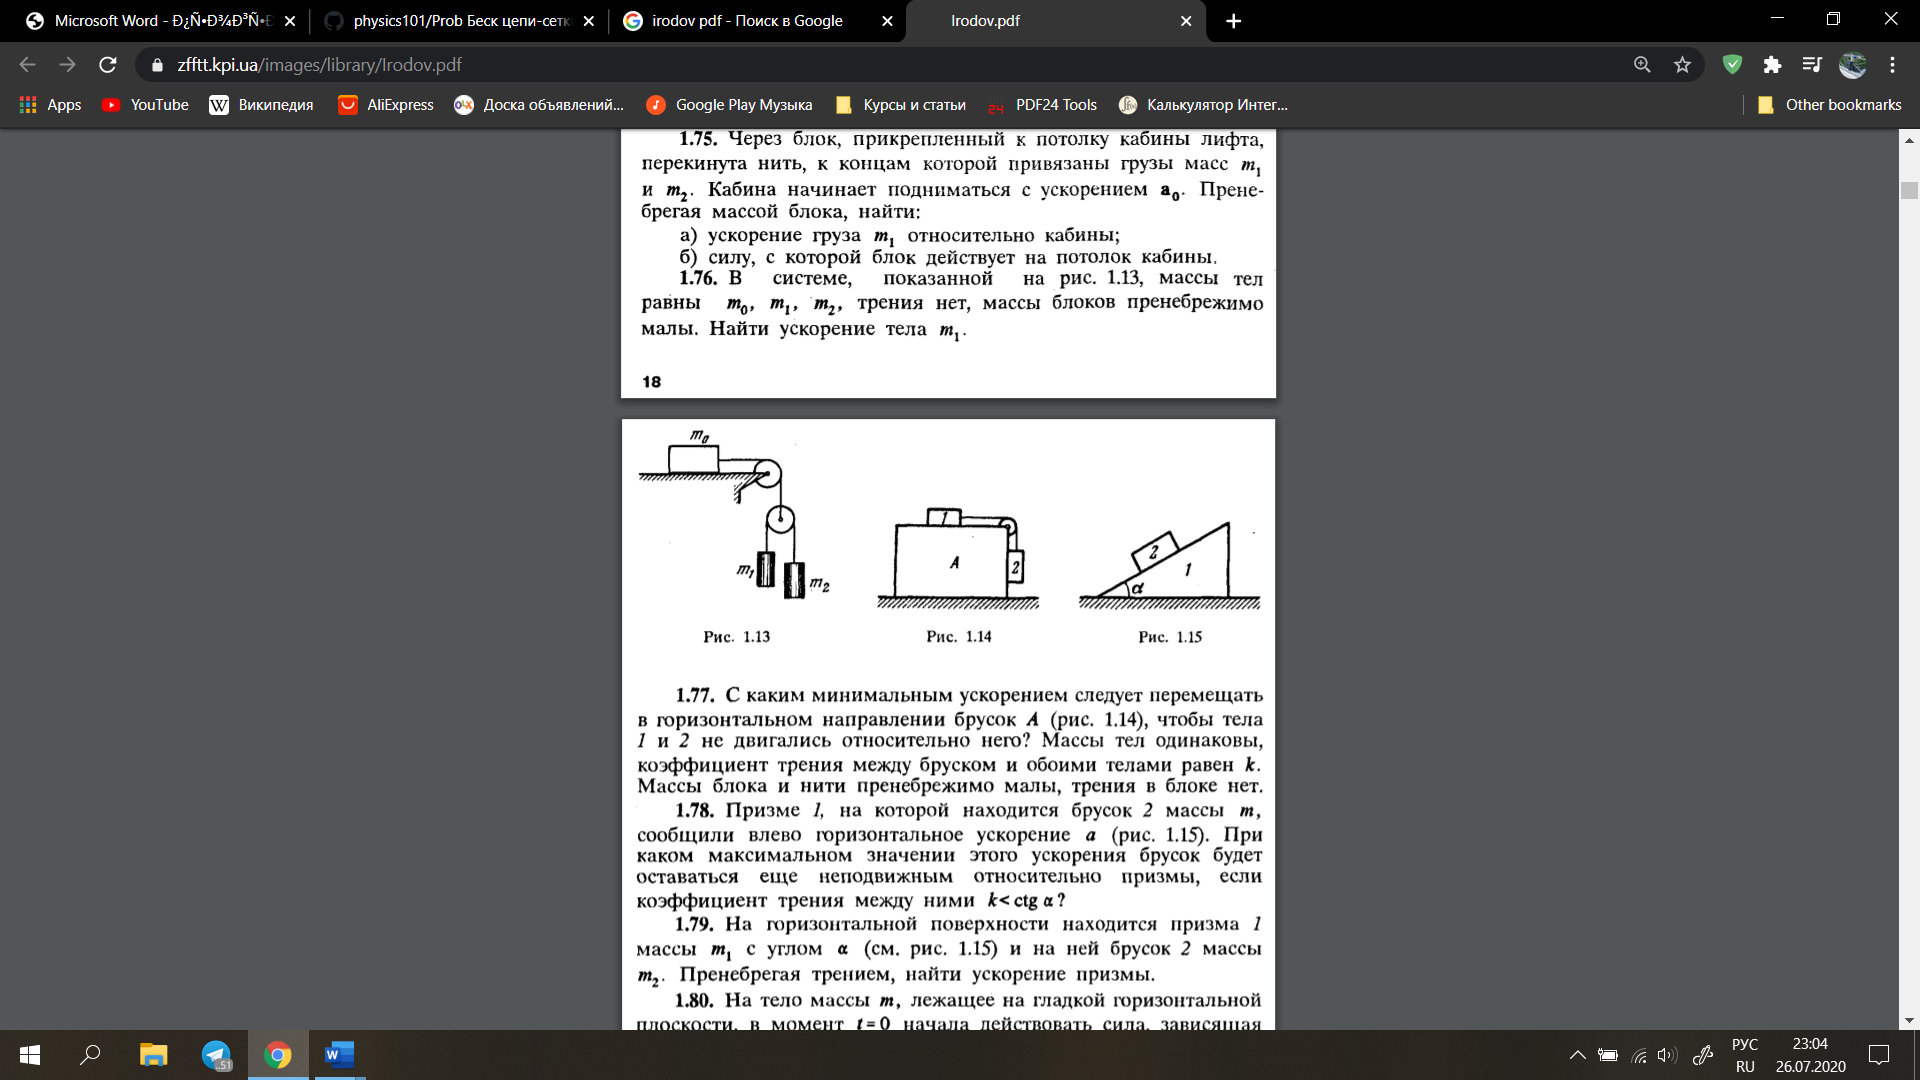 Microsoft Word - Ð¿Ñ•Ð¾Ð³Ñ•Ð
physics101/Prob Беск цепи-сетк
irodov pdf - Поиск в Google
Irodov.pdf
zfftt.kpi.ua/images/library/Irodov.pdf
Apps
YouTube
Википедия
AliExpress
Доска объявлений...
Google Play Музыка
Курсы и статьи
PDF24 Tools
Калькулятор Интег...
Other bookmarks
1.75. Через блок, прикрепленный к потолку кабины лифта,
перекинута нить, к концам которой привязаны грузы масс m₁
и m₂. Кабина начинает подниматься с ускорением a₀. Прене-
брегая массой блока, найти:
а) ускорение груза m₁ относительно кабины;
б) силу, с которой блок действует на потолок кабины.
1.76. В системе, показанной на рис. 1.13, массы тел
равны m₀, m₁, m₂, трения нет, массы блоков пренебрежимо
малы. Найти ускорение тела m₁.
18
m₀
m₁
m₂
Рис. 1.13
1
A
2
Рис. 1.14
2
1
α
Рис. 1.15
1.77. С каким минимальным ускорением следует перемещать
в горизонтальном направлении брусок A (рис. 1.14), чтобы тела
1 и 2 не двигались относительно него? Массы тел одинаковы,
коэффициент трения между бруском и обоими телами равен k.
Массы блока и нити пренебрежимо малы, трения в блоке нет.
1.78. Призме 1, на которой находится брусок 2 массы m,
сообщили влево горизонтальное ускорение a (рис. 1.15). При
каком максимальном значении этого ускорения брусок будет
оставаться еще неподвижным относительно призмы, если
коэффициент трения между ними k< ctg α?
1.79. На горизонтальной поверхности находится призма 1
массы m₁ с углом α (см. рис. 1.15) и на ней брусок 2 массы
m₂. Пренебрегая трением, найти ускорение призмы.
1.80. На тело массы m, лежащее на гладкой горизонтальной
плоскости, в момент t=0 начала действовать сила, зависящая
..51
РУС
RU
23:04
26.07.2020